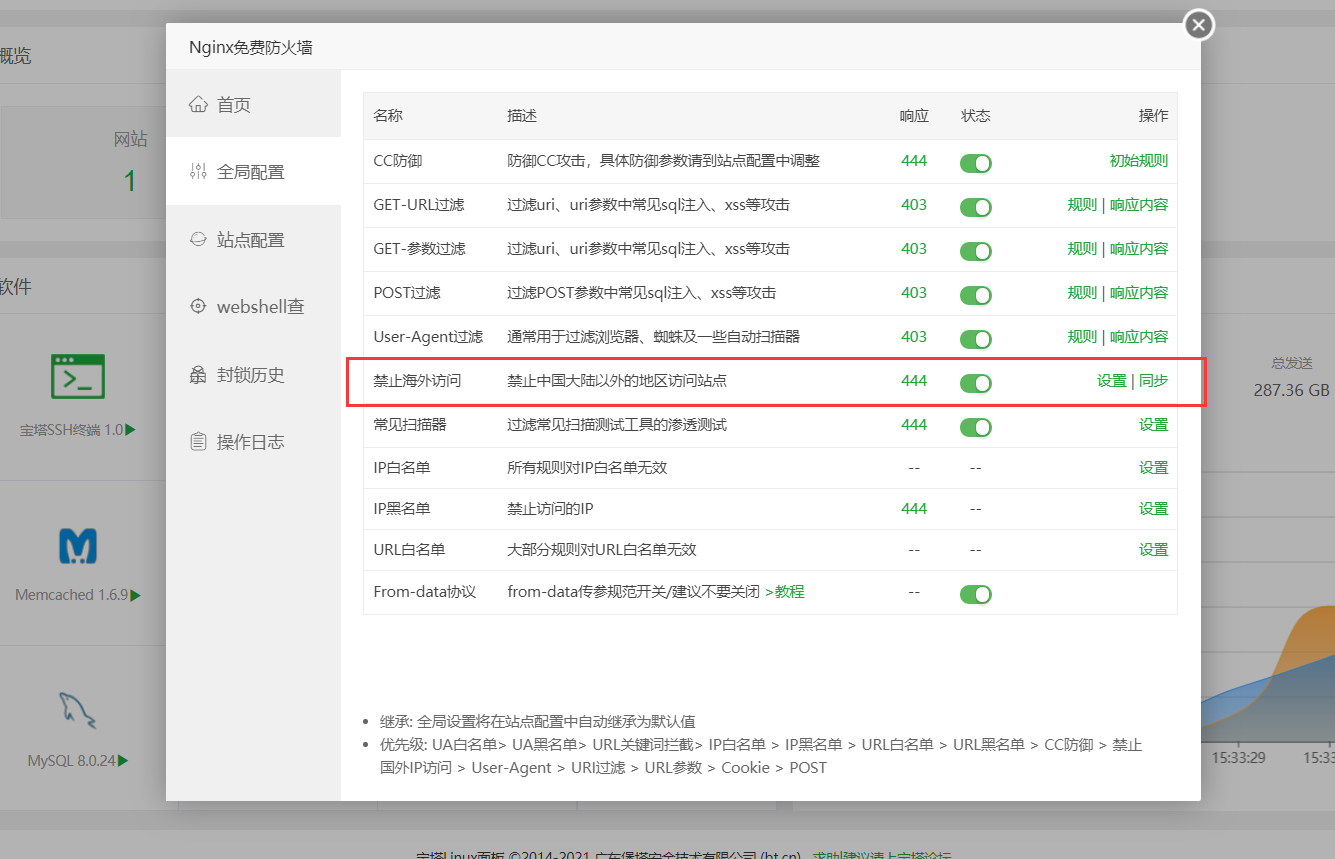 概览
网站
1
软件
宝塔SSH终端 1.0
Memcached 1.6.9
MySQL 8.0.24
Nginx免费防火墙
首页
全局配置
站点配置
webshell查
封锁历史
操作日志
名称 描述 响应 状态 操作
CC防御 防御CC攻击，具体防御参数请到站点配置中调整 444 初始规则
GET-URL过滤 过滤uri、uri参数中常见sql注入、xss等攻击 403 规则 | 响应内容
GET-参数过滤 过滤uri、uri参数中常见sql注入、xss等攻击 403 规则 | 响应内容
POST过滤 过滤POST参数中常见sql注入、xss等攻击 403 规则 | 响应内容
User-Agent过滤 通常用于过滤浏览器、蜘蛛及一些自动扫描器 403 规则 | 响应内容
禁止海外访问 禁止中国大陆以外的地区访问站点 444 设置 | 同步
常见扫描器 过滤常见扫描测试工具的渗透测试 444 设置
IP白名单 所有规则对IP白名单无效 -- -- 设置
IP黑名单 禁止访问的IP 444 -- 设置
URL白名单 大部分规则对URL白名单无效 -- -- 设置
From-data协议 from-data传参规范开关/建议不要关闭 >教程 --
继承: 全局设置将在站点配置中自动继承为默认值
优先级: UA白名单> UA黑名单> URL关键词拦截> IP白名单 > IP黑名单 > URL白名单 > URL黑名单 > CC防御 > 禁止
国外IP访问 > User-Agent > URI过滤 > URL参数 > Cookie > POST
总发送
287.36 GB
15:33:29
15:33
宝塔Linux面板 ©2014-2021 广东堡塔安全技术有限公司 (bt.cn) 求助|建议请上宝塔论坛